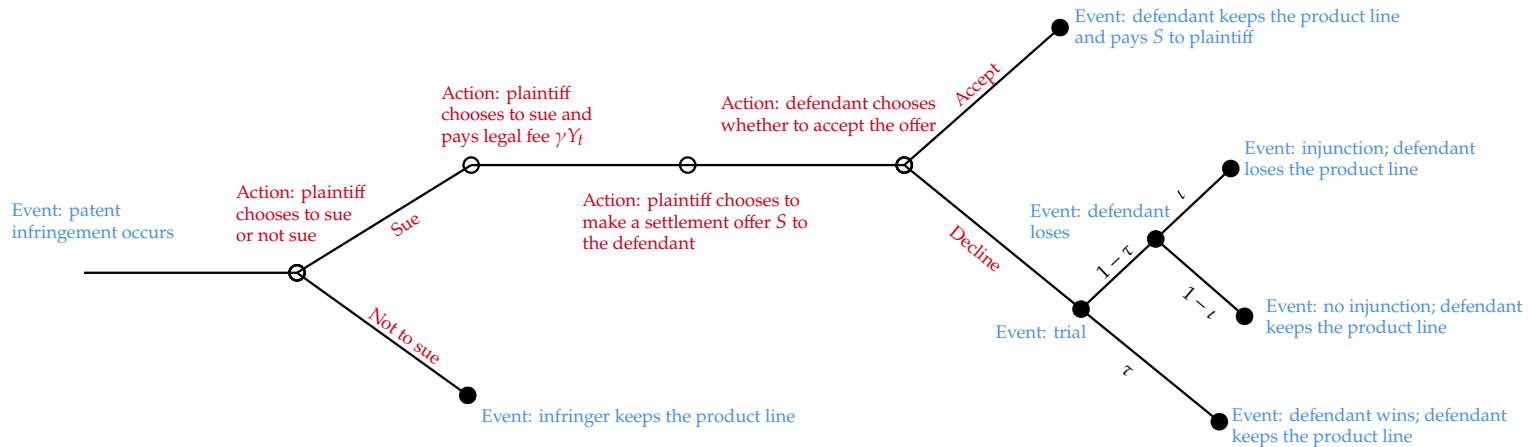 Event: patent
infringement occurs
Action: plaintiff
chooses to sue
or not sue
Sue
Not to sue
Event: infringer keeps the product line
Action: plaintiff
chooses to sue and
pays legal fee γY_t
Action: plaintiff chooses to
make a settlement offer S to
the defendant
Action: defendant chooses
whether to accept the offer
Accept
Event: defendant keeps the product line
and pays S to plaintiff
Decline
Event: trial
1 − τ
Event: defendant
loses
ι
Event: injunction; defendant
loses the product line
1 − ι
Event: no injunction; defendant
keeps the product line
τ
Event: defendant wins; defendant
keeps the product line